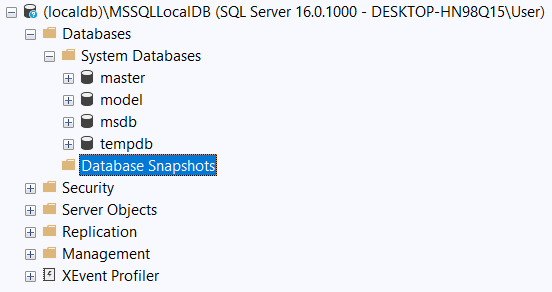 (localdb)\MSSQLLocalDB (SQL Server 16.0.1000 - DESKTOP-HN98Q15\User)
Databases
System Databases
master
model
msdb
tempdb
Database Snapshots
Security
Server Objects
Replication
Management
XEvent Profiler